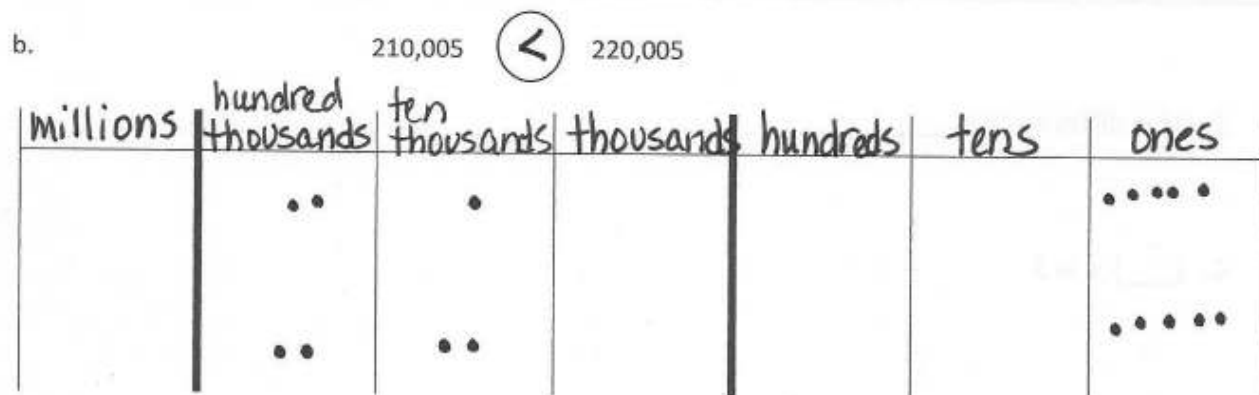 b. 210,005 < 220,005
millions hundred thousands ten thousands thousands hundreds tens ones